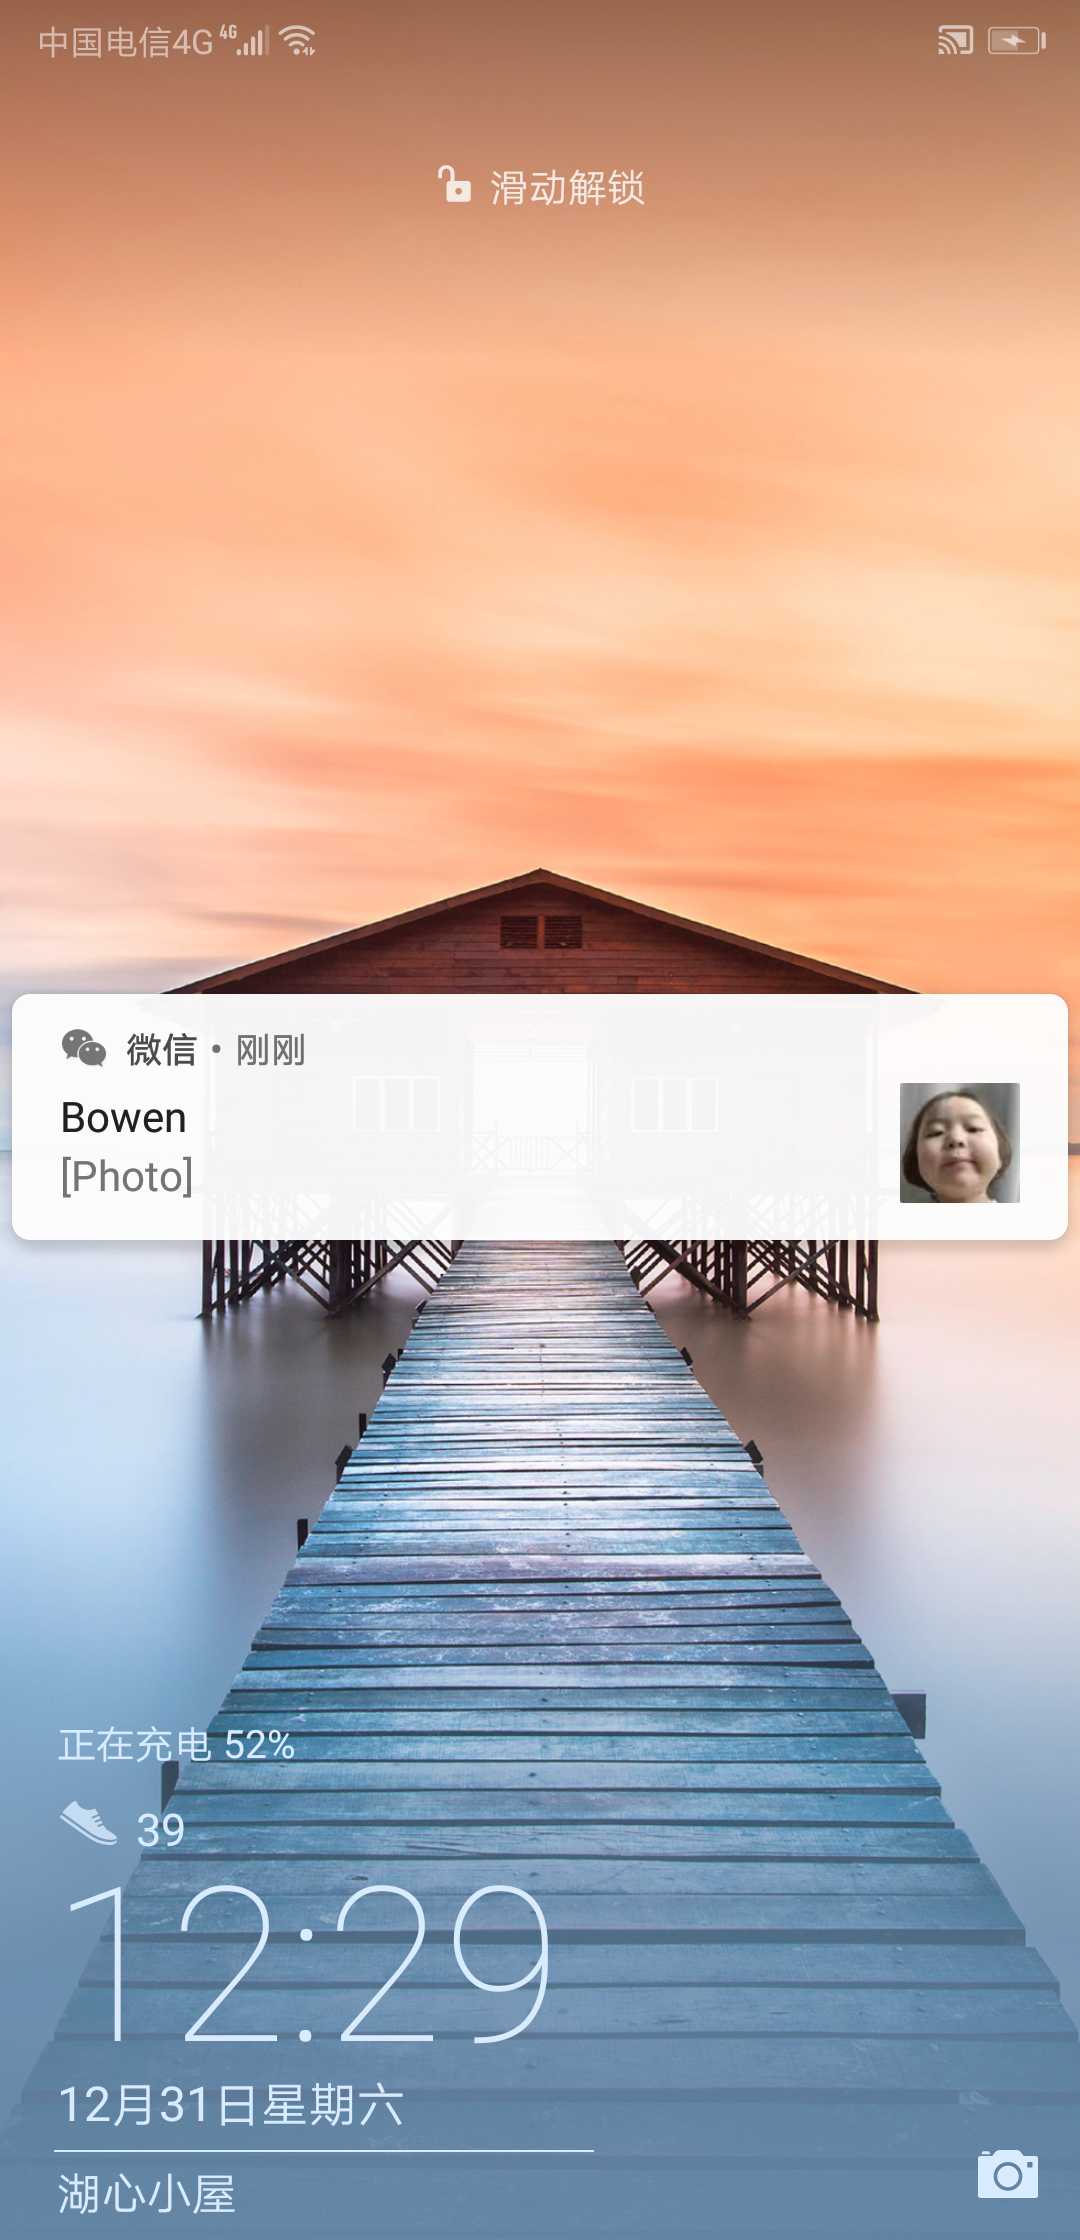 中国电信4G 4G
滑动解锁
微信 • 刚刚
Bowen
[Photo]
正在充电 52%
39
12:29
12月31日星期六
湖心小屋